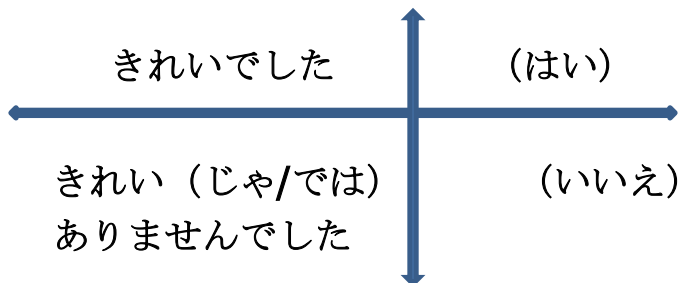 きれいでした （はい）
きれい（じゃ/では） （いいえ）
ありませんでした